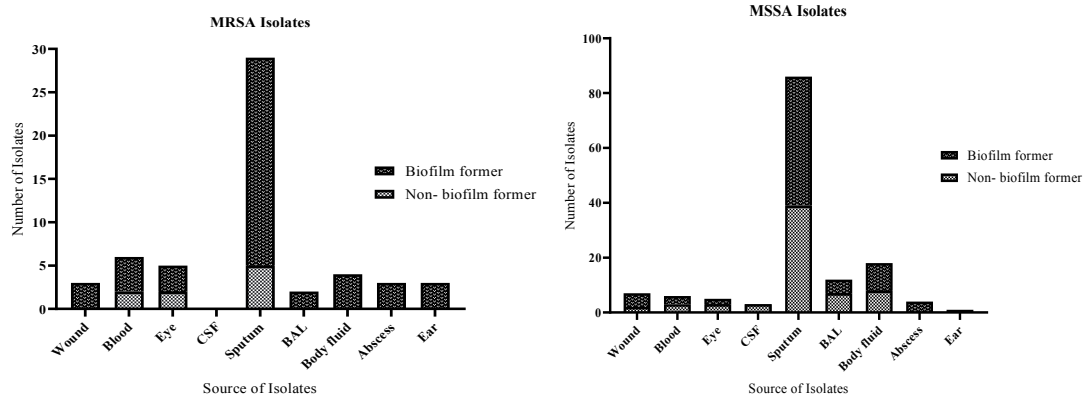 MRSA Isolates
30
25
20
15
10
5
0
Number of Isolates
Wound
Blood
Eye
CSF
Sputum
BAL
Body fluid
Abscess
Ear
Source of Isolates
Biofilm former
Non- biofilm former
MSSA Isolates
100
80
60
40
20
0
Number of Isolates
Wound
Blood
Eye
CSF
Sputum
BAL
Body fluid
Abscess
Ear
Source of Isolates
Biofilm former
Non- biofilm former